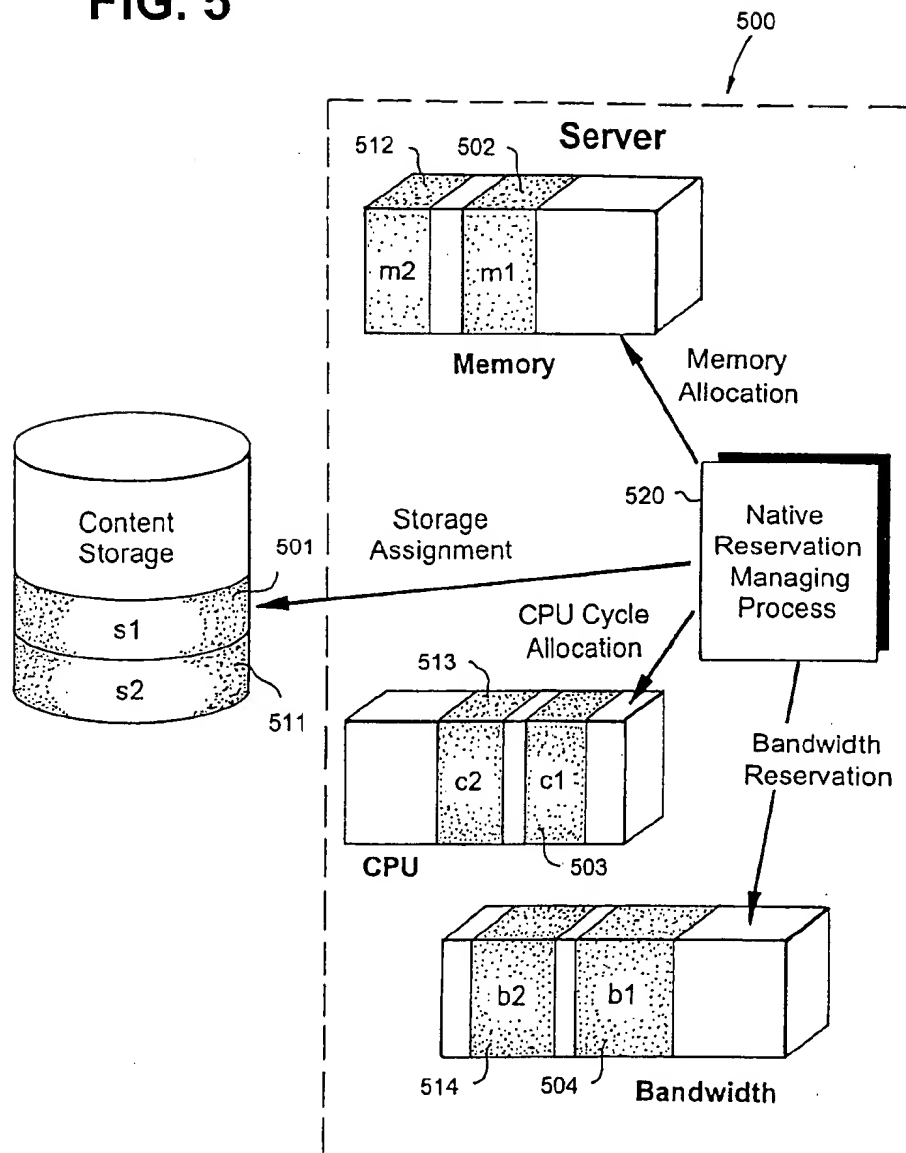 FIG. 5
500
Server
512
502
m2
m1
Memory
Memory
Allocation
520
Native
Reservation
Managing
Process
Storage
Assignment
Content
Storage
501
s1
s2
511
CPU Cycle
Allocation
513
c2
c1
503
CPU
Bandwidth
Reservation
b2
b1
514
504
Bandwidth